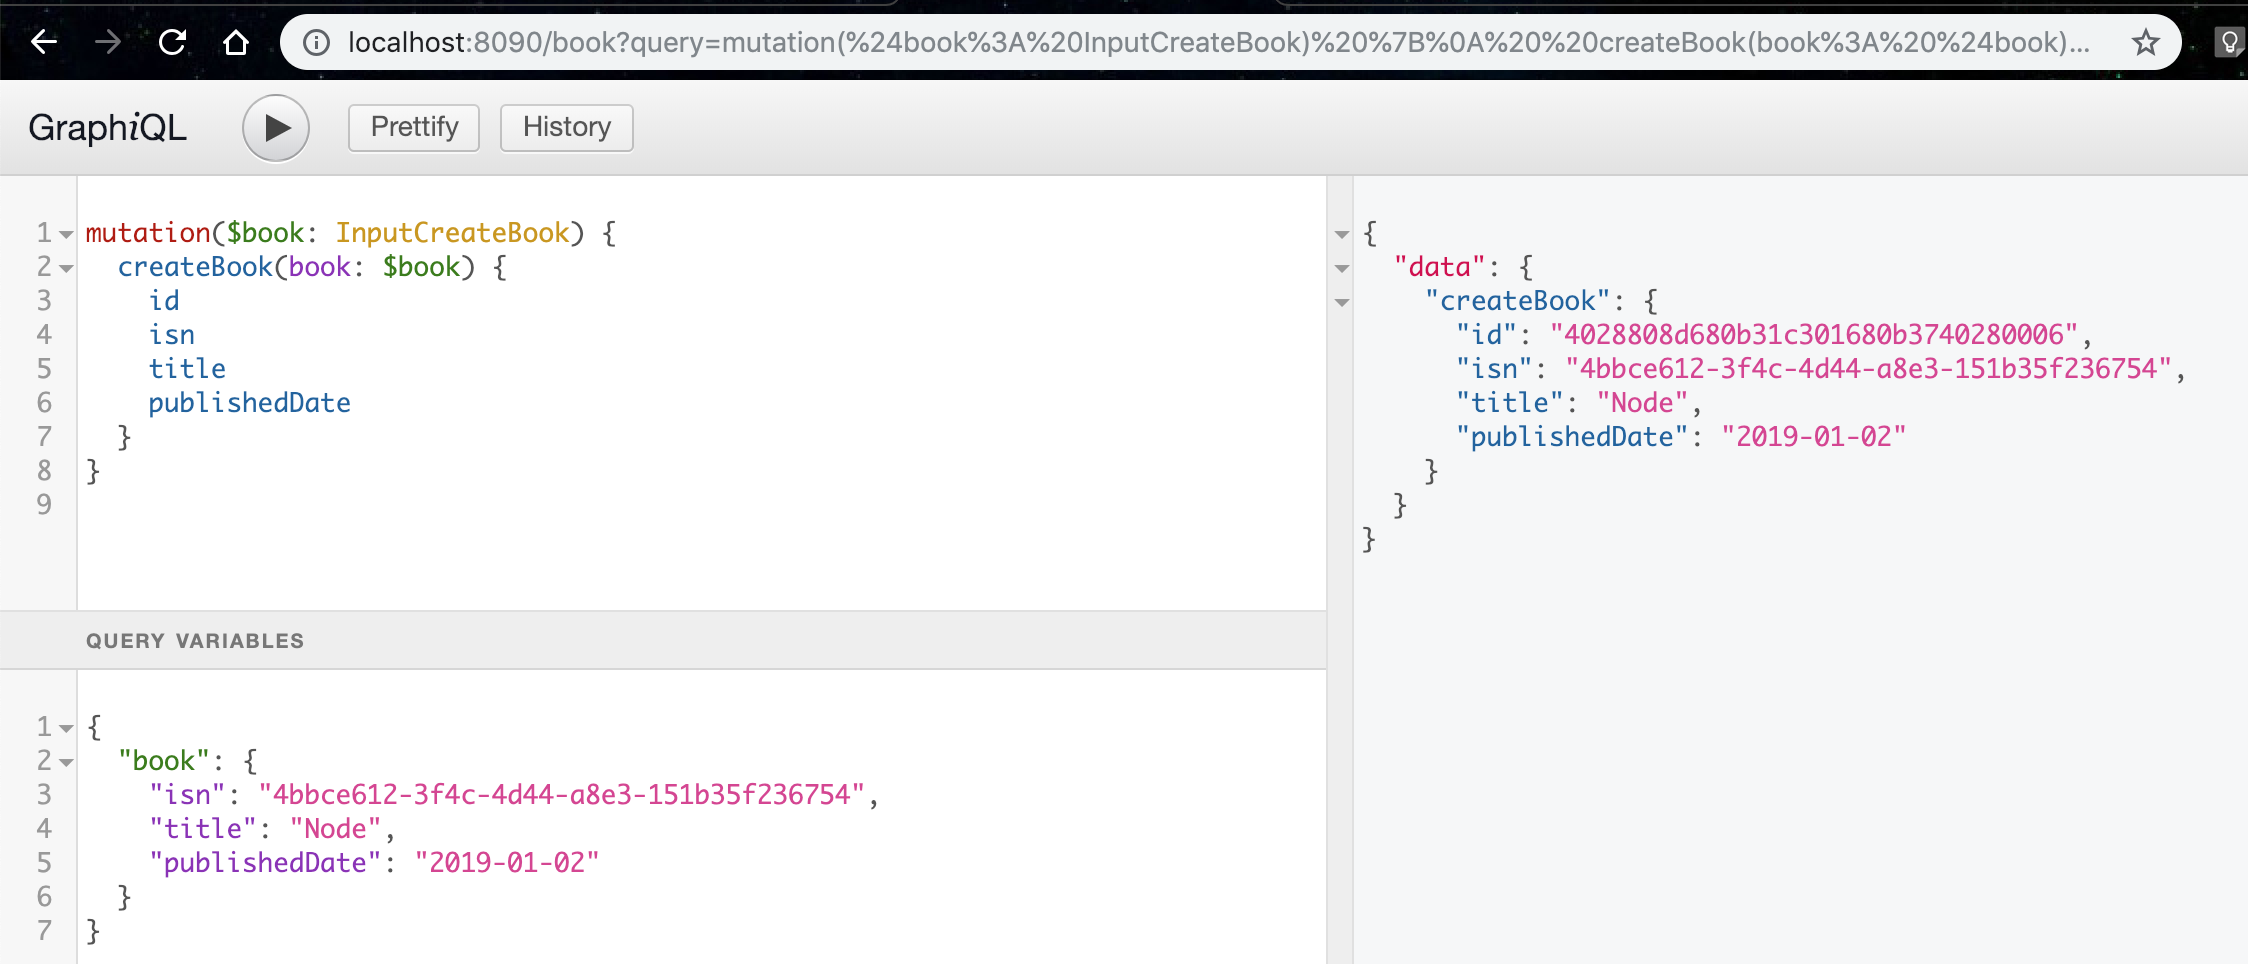 localhost:8090/book?query=mutation(%24book%3A%20InputCreateBook)%20%7B%0A%20%20createBook(book%3A%20%24book)...
GraphiQL
Prettify
History
1 mutation($book: InputCreateBook) {
2 createBook(book: $book) {
3 id
4 isn
5 title
6 publishedDate
7 }
8 }
9
QUERY VARIABLES
1 {
2 "book": {
3 "isn": "4bbce612-3f4c-4d44-a8e3-151b35f236754",
4 "title": "Node",
5 "publishedDate": "2019-01-02"
6 }
7 }
{
"data": {
"createBook": {
"id": "4028808d680b31c301680b3740280006",
"isn": "4bbce612-3f4c-4d44-a8e3-151b35f236754",
"title": "Node",
"publishedDate": "2019-01-02"
}
}
}